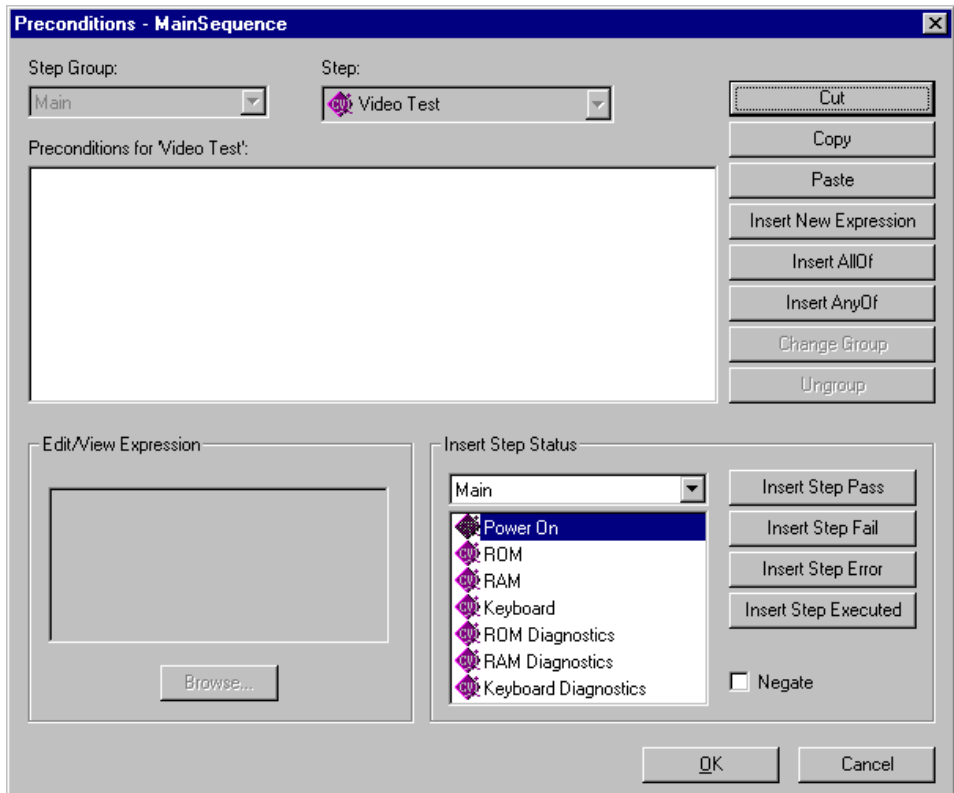 Preconditions - MainSequence
Step Group:
Step:
Main
Video Test
Cut
Copy
Preconditions for 'Video Test':
Paste
Insert New Expression
Insert AllOf
Insert AnyOf
Change Group
Ungroup
Edit/View Expression
Browse...
Insert Step Status
Main
Power On
ROM
RAM
Keyboard
ROM Diagnostics
RAM Diagnostics
Keyboard Diagnostics
Insert Step Pass
Insert Step Fail
Insert Step Error
Insert Step Executed
Negate
OK
Cancel